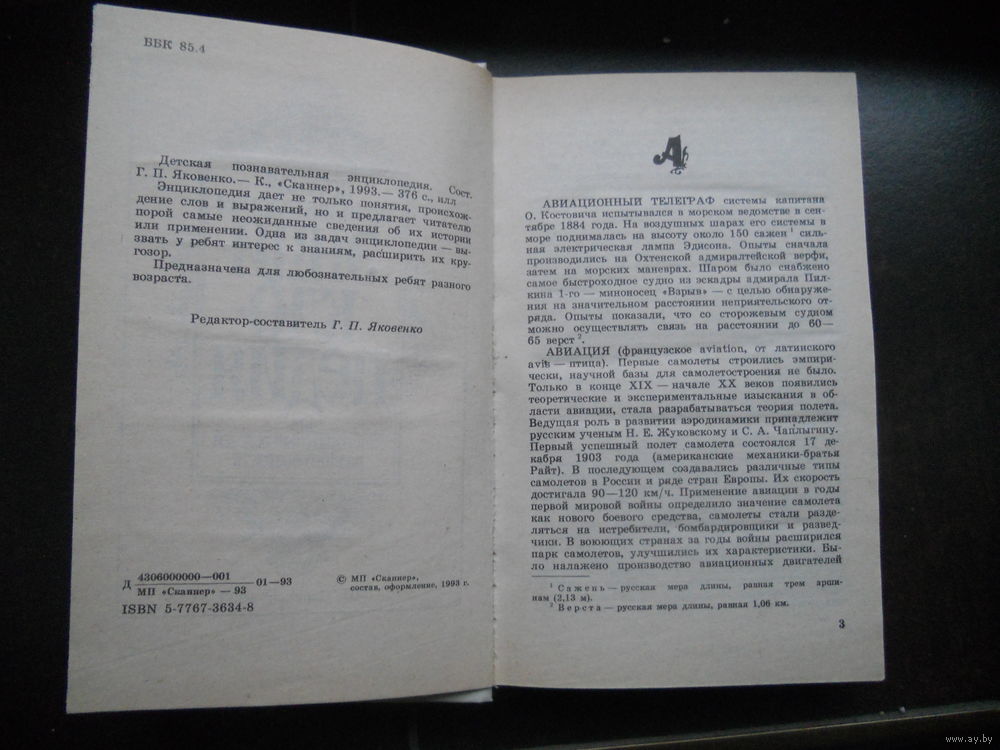 ББК 85.4
Детская познавательная энциклопедия. Сост.
Г. П. Яковенко.— К., «Сканнер», 1993.— 376 с., илл
Энциклопедия дает не только понятия, происхож-
дение слов и выражений, но и предлагает читателю
порой самые неожиданные сведения об их истории
или применении. Одна из задач энциклопедии — вы-
звать у ребят интерес к знаниям, расширить их кру-
гозор.
Предназначена для любознательных ребят разного
возраста.
Редактор-составитель Г. П. Яковенко
Д 4306000000—001 01—93
МП «Сканнер» — 93
ISBN 5-7767-3634-8
© МП «Сканнер»,
состав, оформление, 1993 г.
А
АВИАЦИОННЫЙ ТЕЛЕГРАФ системы капитана
О. Костовича испытывался в морском ведомстве в сен-
тябре 1884 года. На воздушных шарах его системы в
море поднималась на высоту около 150 сажен ¹ силь-
ная электрическая лампа Эдисона. Опыты сначала
производились на Охтенской адмиралтейской верфи,
затем на морских маневрах. Шаром было снабжено
самое быстроходное судно из эскадры адмирала Пил-
кина 1-го — миноносец «Взрыв» — с целью обнаруже-
ния на значительном расстоянии неприятельского от-
ряда. Опыты показали, что со сторожевым судном
можно осуществлять связь на расстоянии до 60—
65 верст ².
АВИАЦИЯ (французское aviation, от латинского
avis — птица). Первые самолеты строились эмпири-
чески, научной базы для самолетостроения не было.
Только в конце XIX — начале XX веков появились
теоретические и экспериментальные изыскания в об-
ласти авиации, стала разрабатываться теория полета.
Ведущая роль в развитии аэродинамики принадлежит
русским ученым Н. Е. Жуковскому и С. А. Чаплыгину.
Первый успешный полет самолета состоялся 17 де-
кабря 1903 года (американские механики-братья
Райт). В последующем создавались различные типы
самолетов в России и ряде стран Европы. Их скорость
достигала 90—120 км/ч. Применение авиации в годы
первой мировой войны определило значение самолета
как нового боевого средства, самолеты стали разде-
ляться на истребители, бомбардировщики и развед-
чики. В воюющих странах за годы войны расширился
парк самолетов, улучшились их характеристики. Бы-
ло налажено производство авиационных двигателей
¹ Сажень — русская мера длины, равная трем арши-
нам (2,13 м).
² Верста — русская мера длины, равная 1,06 км.
3
www.ay.by